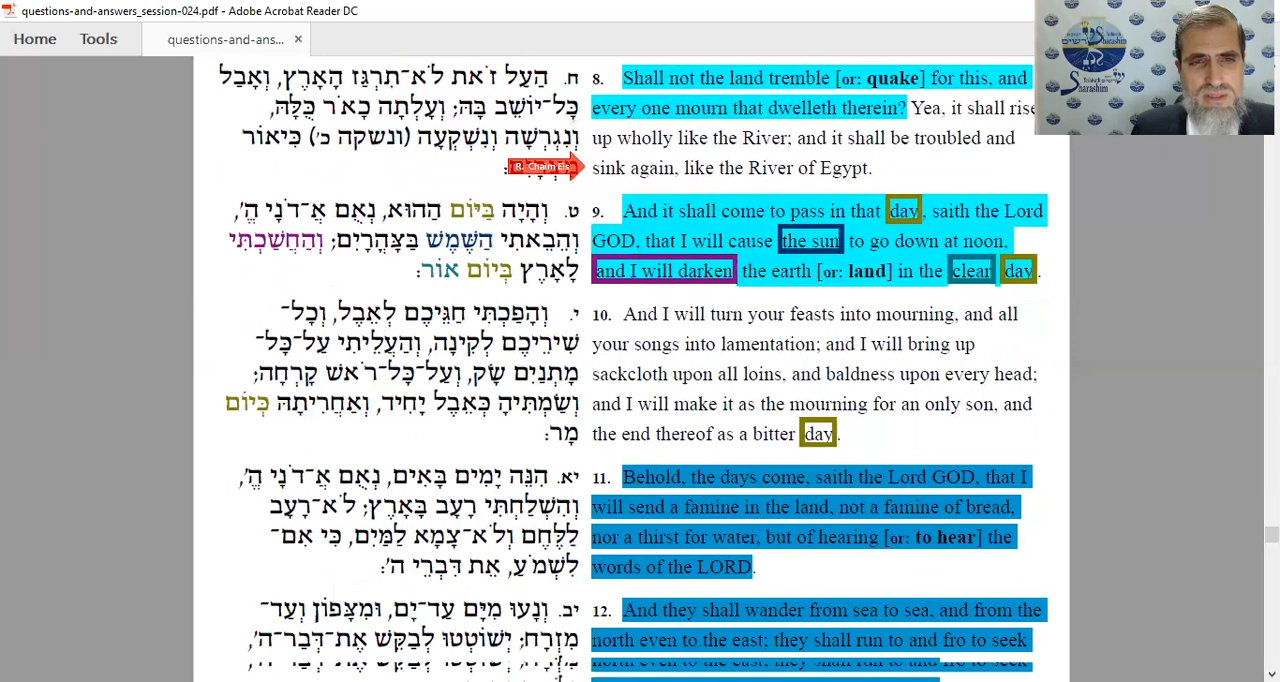 questions-and-answers_session-024.pdf - Adobe Acrobat Reader DC
Home Tools questions-and-ans... ×
Sharashim
ח. הַעַל זֹאת לֹא־תִרְגַּז הָאָרֶץ, וְאָבַל
כָּל־יוֹשֵׁב בָּהּ; וְעָלְתָה כָאֹר כֻּלָּהּ,
וְנִגְרְשָׁה וְנִשְׁקְעָה (ונשקה כ׳) כִּיאוֹר
R. Chaim Eis
8. Shall not the land tremble [or: quake] for this, and
every one mourn that dwelleth therein? Yea, it shall rise
up wholly like the River; and it shall be troubled and
sink again, like the River of Egypt.
ט. וְהָיָה בַּיּוֹם הַהוּא, נְאֻם אֲ־דֹנָי ה׳,
וְהֵבֵאתִי הַשֶּׁמֶשׁ בַּצָּהֳרָיִם; וְהַחֲשַׁכְתִּי
לָאָרֶץ בְּיוֹם אוֹר:
9. And it shall come to pass in that day, saith the Lord
GOD, that I will cause the sun to go down at noon,
and I will darken the earth [or: land] in the clear day.
י. וְהָפַכְתִּי חַגֵּיכֶם לְאֵבֶל, וְכָל־
שִׁירֵיכֶם לְקִינָה, וְהַעֲלֵיתִי עַל־כָּל־
מָתְנַיִם שָׂק, וְעַל־כָּל־רֹאשׁ קָרְחָה;
וְשַׂמְתִּיהָ כְּאֵבֶל יָחִיד, וְאַחֲרִיתָהּ כְּיוֹם
מָר:
10. And I will turn your feasts into mourning, and all
your songs into lamentation; and I will bring up
sackcloth upon all loins, and baldness upon every head;
and I will make it as the mourning for an only son, and
the end thereof as a bitter day.
יא. הִנֵּה יָמִים בָּאִים, נְאֻם אֲ־דֹנָי ה׳,
וְהִשְׁלַחְתִּי רָעָב בָּאָרֶץ; לֹא־רָעָב
לַלֶּחֶם וְלֹא־צָמָא לַמַּיִם, כִּי אִם־
לִשְׁמֹעַ, אֵת דִּבְרֵי ה׳:
11. Behold, the days come, saith the Lord GOD, that I
will send a famine in the land, not a famine of bread,
nor a thirst for water, but of hearing [or: to hear] the
words of the LORD.
יב. וְנָעוּ מִיָּם עַד־יָם, וּמִצָּפוֹן וְעַד־
מִזְרָח; יְשׁוֹטְטוּ לְבַקֵּשׁ אֶת־דְּבַר־ה׳,
12. And they shall wander from sea to sea, and from the
north even to the east; they shall run to and fro to seek